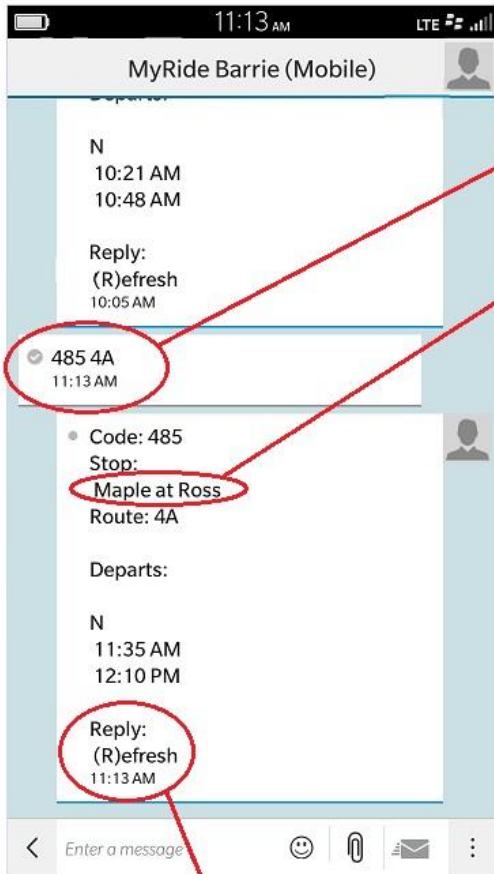 11:13 AM
LTE
MyRide Barrie (Mobile)
N
10:21 AM
10:48 AM
Reply:
(R)efresh
10:05 AM
485 4A
11:13 AM
Code: 485
Stop:
Maple at Ross
Route: 4A
Departs:
N
11:35 AM
12:10 PM
Reply:
(R)efresh
11:13 AM
Enter a message